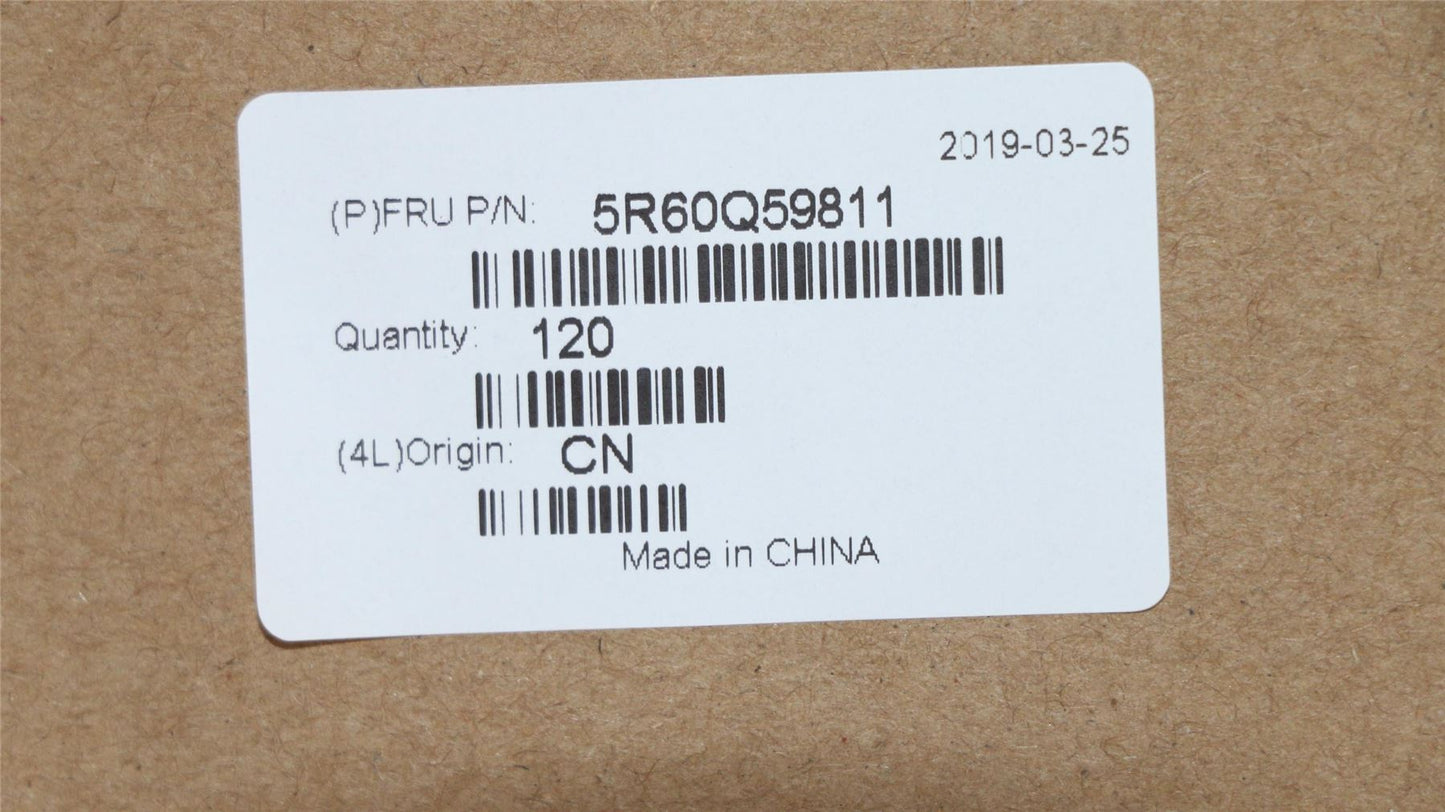 2019-03-25
(P)FRU P/N: 5R60Q59811
Quantity: 120
(4L)Origin: CN
Made in CHINA